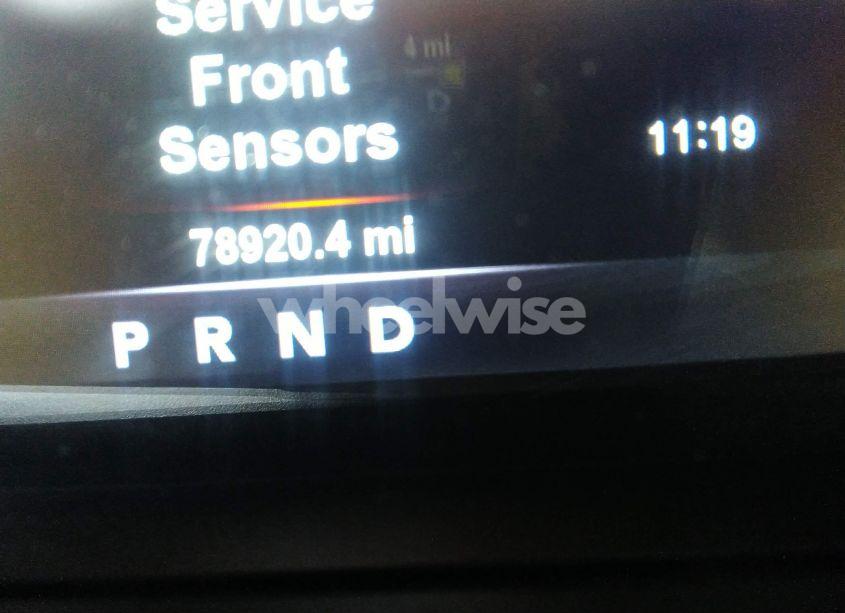 Service
4 mi
Front
D
Sensors
11:19
78920.4 mi
wheelwise
P R N D